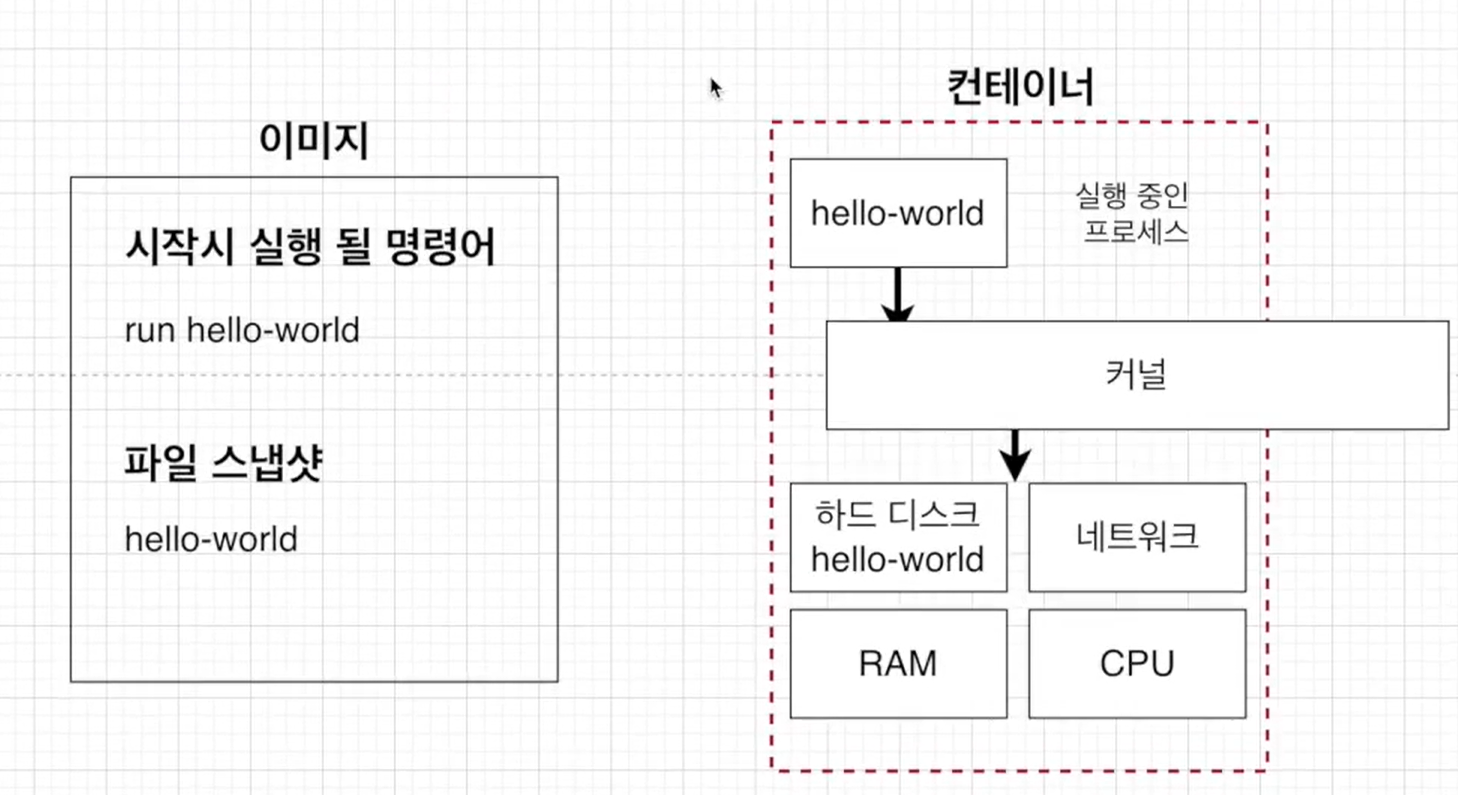 이미지
시작시 실행 될 명령어
run hello-world
파일 스냅샷
hello-world
컨테이너
hello-world
실행 중인
프로세스
커널
하드 디스크
hello-world
네트워크
RAM
CPU